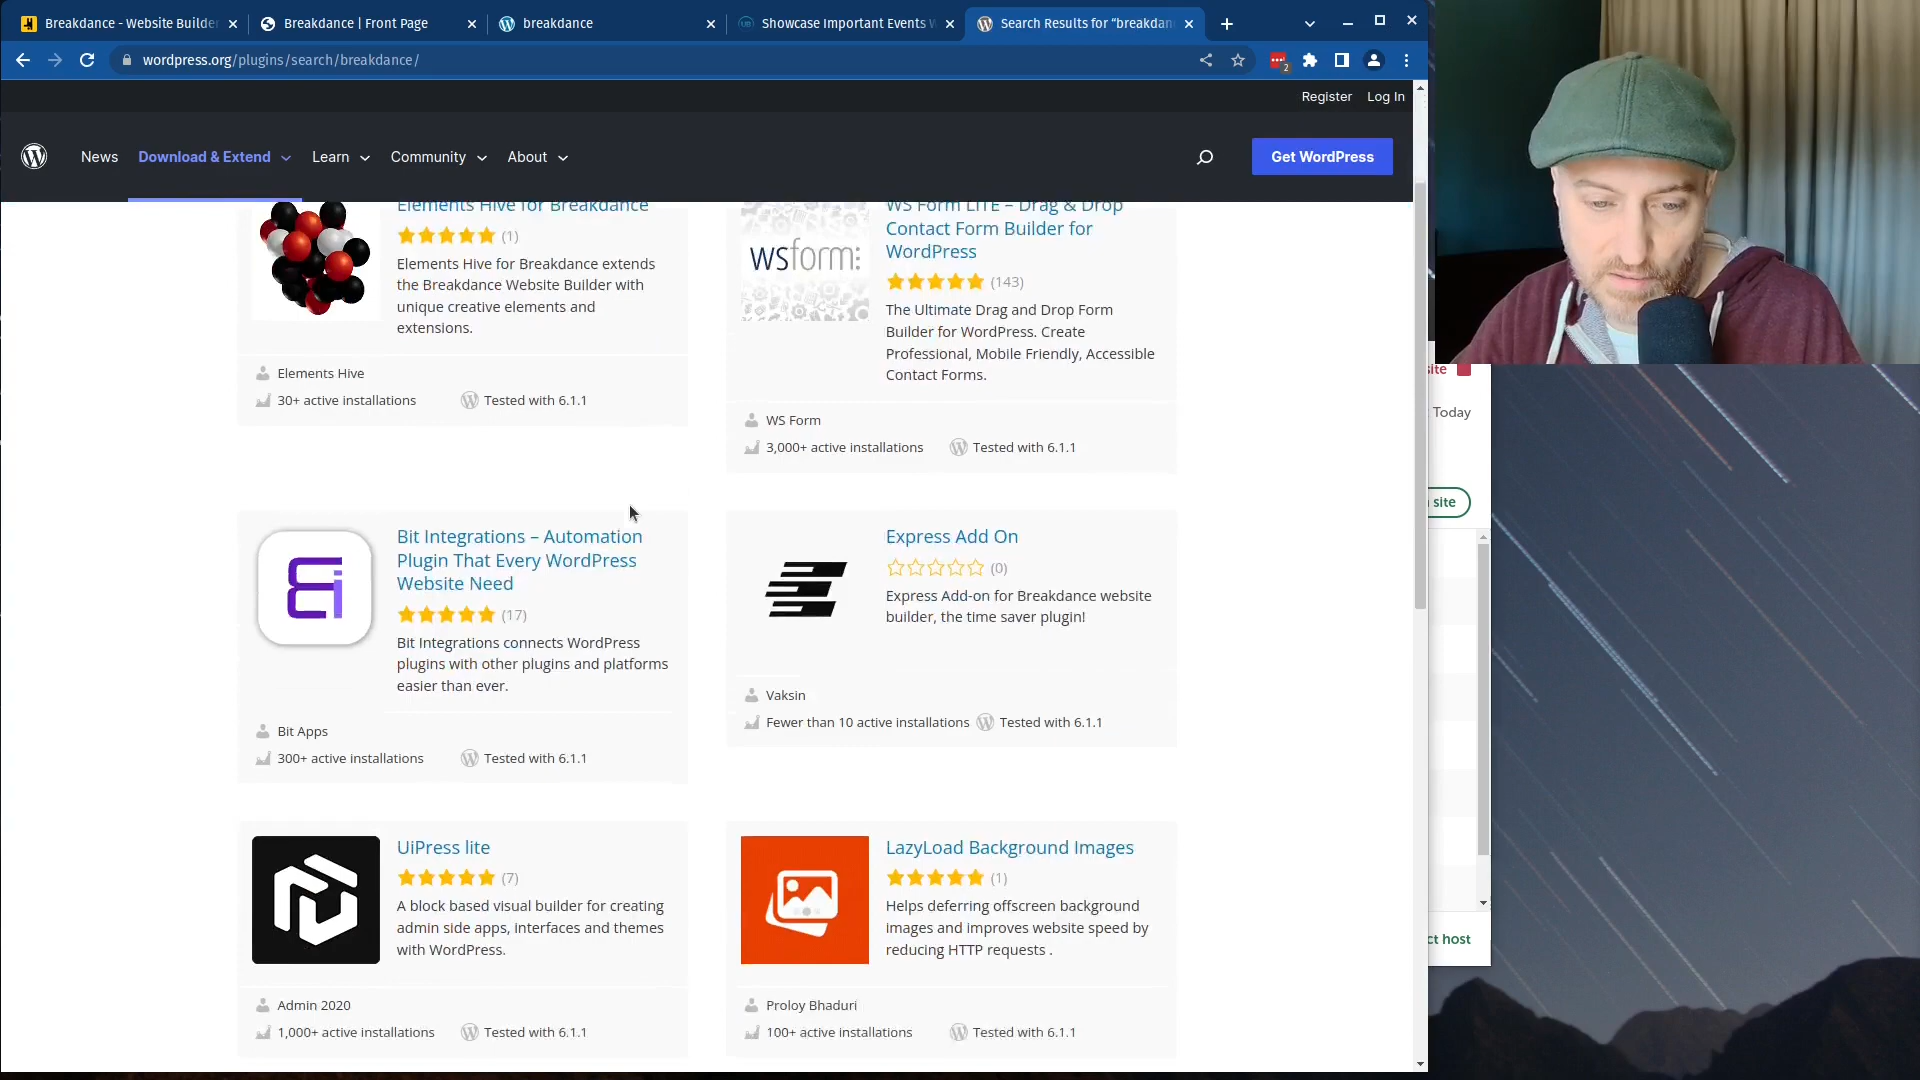 Breakdance - Website Builder
Breakdance | Front Page
breakdance
Showcase Important Events
Search Results for “breakdan
wordpress.org/plugins/search/breakdance/
2
Register
Log In
News
Download & Extend
Learn
Community
About
Get WordPress
Elements Hive for Breakdance
(1)
Elements Hive for Breakdance extends
the Breakdance Website Builder with
unique creative elements and
extensions.
Elements Hive
30+ active installations
Tested with 6.1.1
wsform
WS Form LITE – Drag & Drop
Contact Form Builder for
WordPress
(143)
The Ultimate Drag and Drop Form
Builder for WordPress. Create
Professional, Mobile Friendly, Accessible
Contact Forms.
WS Form
3,000+ active installations
Tested with 6.1.1
Bit Integrations – Automation
Plugin That Every WordPress
Website Need
(17)
Bit Integrations connects WordPress
plugins with other plugins and platforms
easier than ever.
Bit Apps
300+ active installations
Tested with 6.1.1
Express Add On
(0)
Express Add-on for Breakdance website
builder, the time saver plugin!
Vaksin
Fewer than 10 active installations
Tested with 6.1.1
UiPress lite
(7)
A block based visual builder for creating
admin side apps, interfaces and themes
with WordPress.
Admin 2020
1,000+ active installations
Tested with 6.1.1
LazyLoad Background Images
(1)
Helps deferring offscreen background
images and improves website speed by
reducing HTTP requests .
Proloy Bhaduri
100+ active installations
Tested with 6.1.1
site
Today
site
ct host